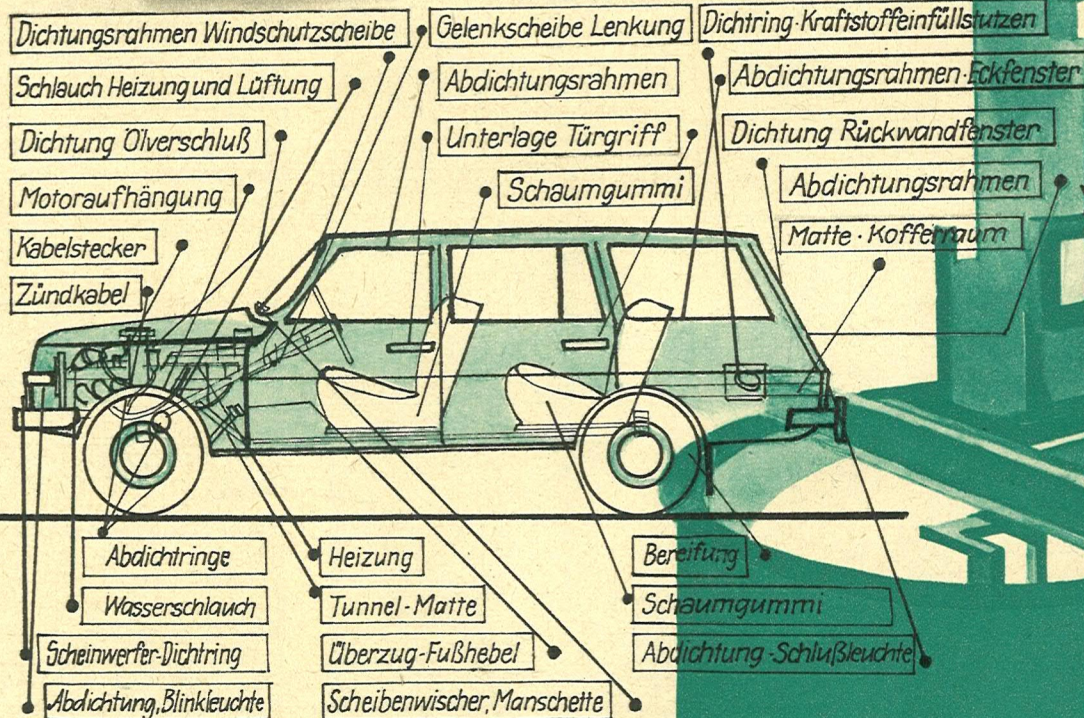 Dichtungsrahmen Windschutzscheibe
Schlauch Heizung und Lüftung
Dichtung Ölverschluß
Motoraufhängung
Kabelstecker
Zündkabel
Gelenkscheibe Lenkung
Abdichtungsrahmen
Unterlage Türgriff
Schaumgummi
Dichtring·Kraftstoffeinfüllstutzen
Abdichtungsrahmen·Eckfenster
Dichtung Rückwandfenster
Abdichtungsrahmen
Matte·Kofferraum
Abdichtringe
Wasserschlauch
Scheinwerfer-Dichtring
Abdichtung, Blinkleuchte
Heizung
Tunnel-Matte
Überzug-Fußhebel
Scheibenwischer, Manschette
Bereifung
Schaumgummi
Abdichtung-Schlußleuchte